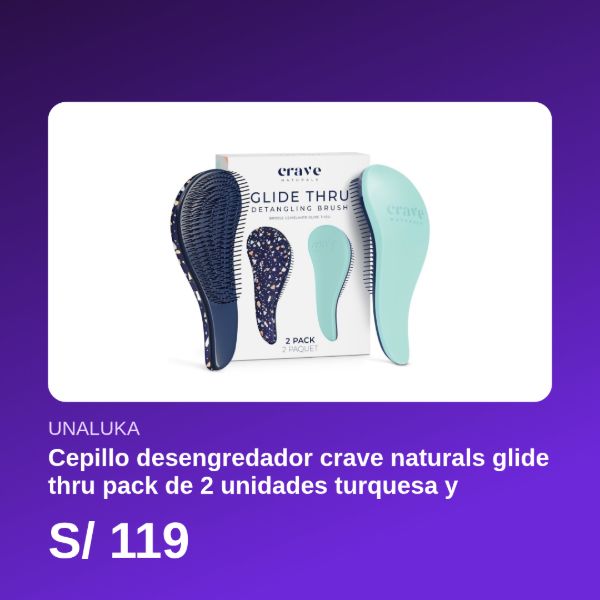 crave
NATURALS
GLIDE THRU
DETANGLING BRUSH
2 PACK
2 PAQUET
crave
NATURALS
UNALUKA
Cepillo desengredador crave naturals glide
thru pack de 2 unidades turquesa y
S/ 119